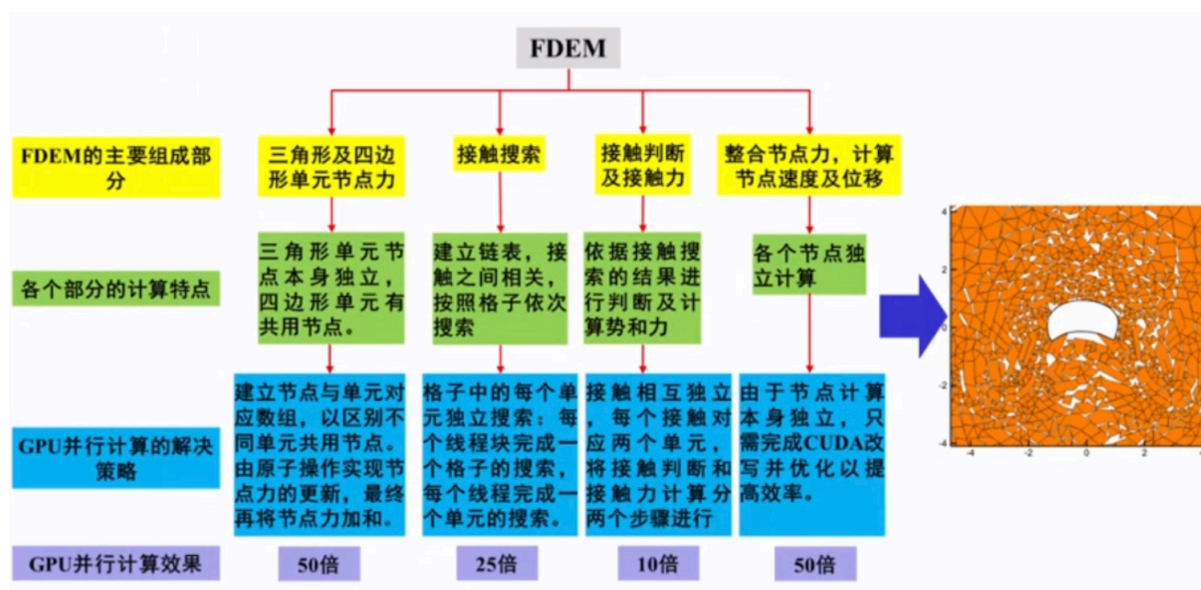 FDEM
FDEM的主要组成部
分
三角形及四边
形单元节点力
接触搜索
接触判断
及接触力
整合节点力，计算
节点速度及位移
各个部分的计算特点
三角形单元节
点本身独立，
四边形单元有
共用节点。
建立链表，接
触之间相关，
按照格子依次
搜索
依据接触搜
索的结果进
行判断及计
算势和力
各个节点独
立计算
GPU并行计算的解决
策略
建立节点与单元对
应数组，以区别不
同单元共用节点。
由原子操作实现节
点力的更新，最终
再将节点力加和。
格子中的每个单
元独立搜索：每
个线程块完成一
个格子的搜索，
每个线程完成一
个单元的搜索。
接触相互独立
，每个接触对
应两个单元，
将接触判断和
接触力计算分
两个步骤进行
由于节点计算
本身独立，只
需完成CUDA改
写并优化以提
高效率。
GPU并行计算效果
50倍
25倍
10倍
50倍
4
2
0
-2
-4
-4
-2
0
2
4